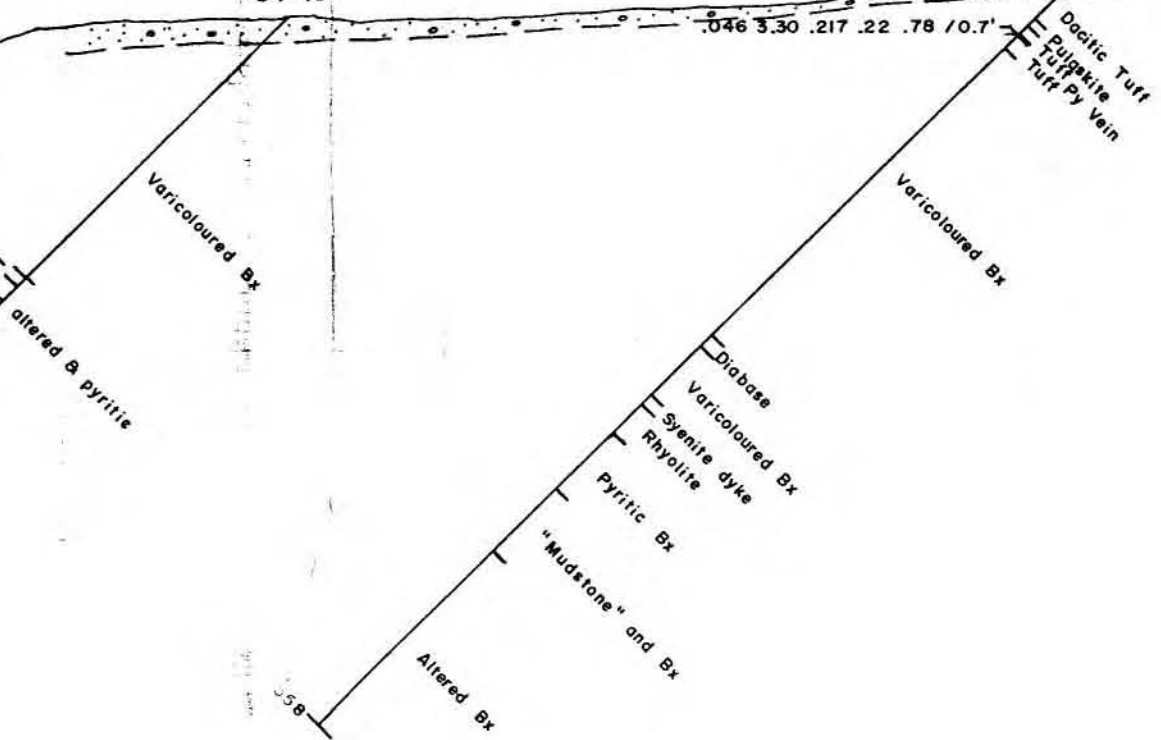 .046 3.30 .217 .22 .78 / 0.7'
Dacitic Tuff
Pulaskite
Tuff
Tuff Py Vein
Varicoloured Bx
altered & pyritic
Varicoloured Bx
Diabase
Varicoloured Bx
Syenite dyke
Rhyolite
Pyritic Bx
"Mudstone" and Bx
Altered Bx